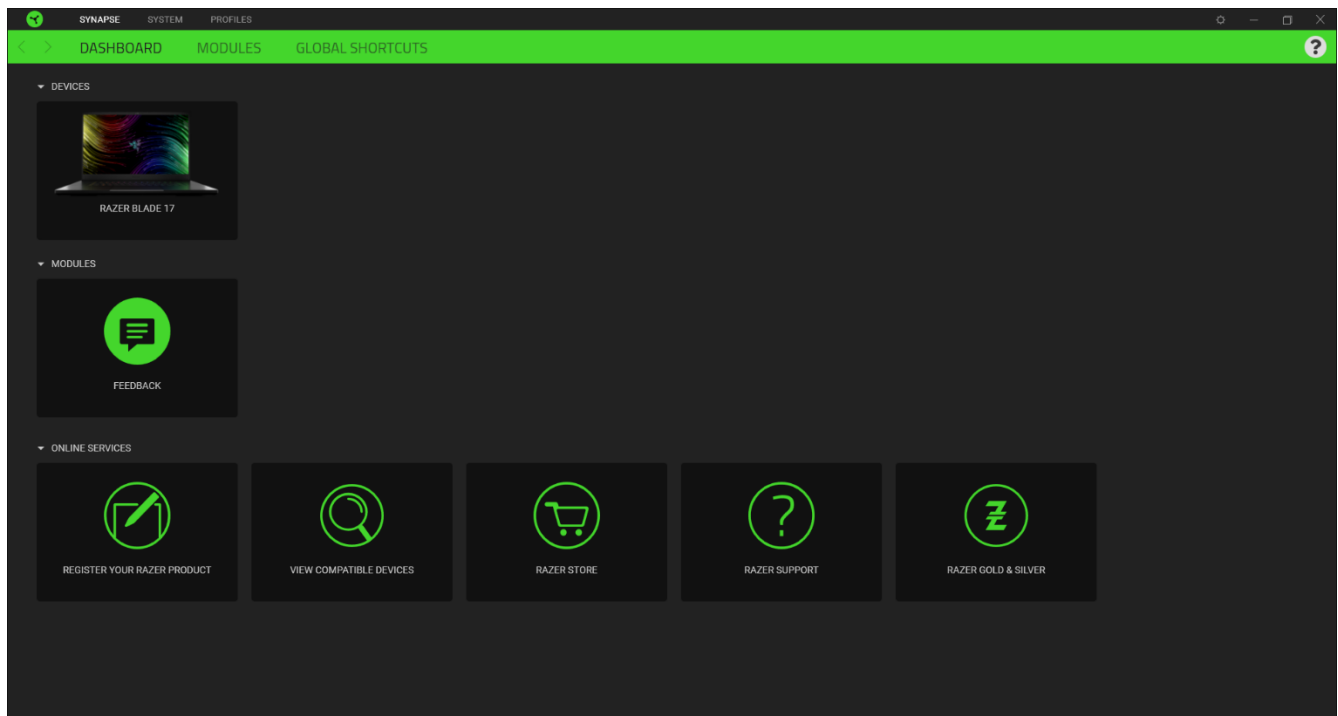 SYNAPSE SYSTEM PROFILES
DASHBOARD MODULES GLOBAL SHORTCUTS
?
DEVICES
RAZER BLADE 17
MODULES
FEEDBACK
ONLINE SERVICES
REGISTER YOUR RAZER PRODUCT
VIEW COMPATIBLE DEVICES
RAZER STORE
RAZER SUPPORT
RAZER GOLD & SILVER